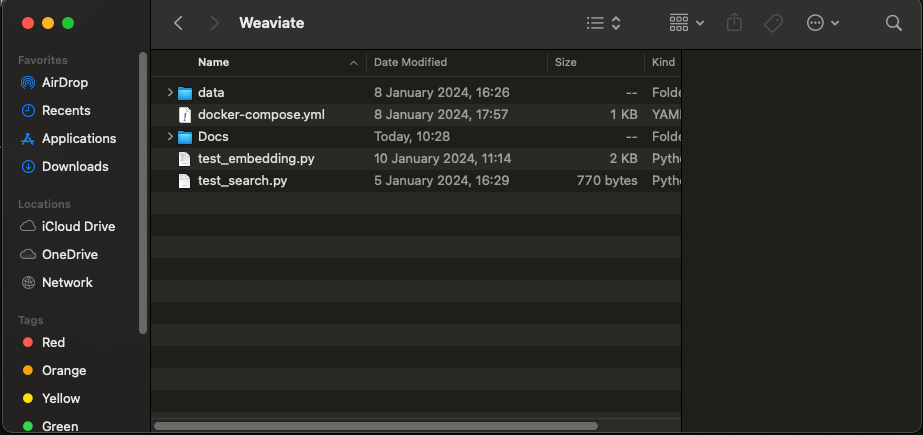 Weaviate
Favorites
AirDrop
Recents
Applications
Downloads
Locations
iCloud Drive
OneDrive
Network
Tags
Red
Orange
Yellow
Green
Name Date Modified Size Kind
data 8 January 2024, 16:26 -- Folde
docker-compose.yml 8 January 2024, 17:57 1 KB YAM
Docs Today, 10:28 -- Folde
test_embedding.py 10 January 2024, 11:14 2 KB Pytho
test_search.py 5 January 2024, 16:29 770 bytes Pytho